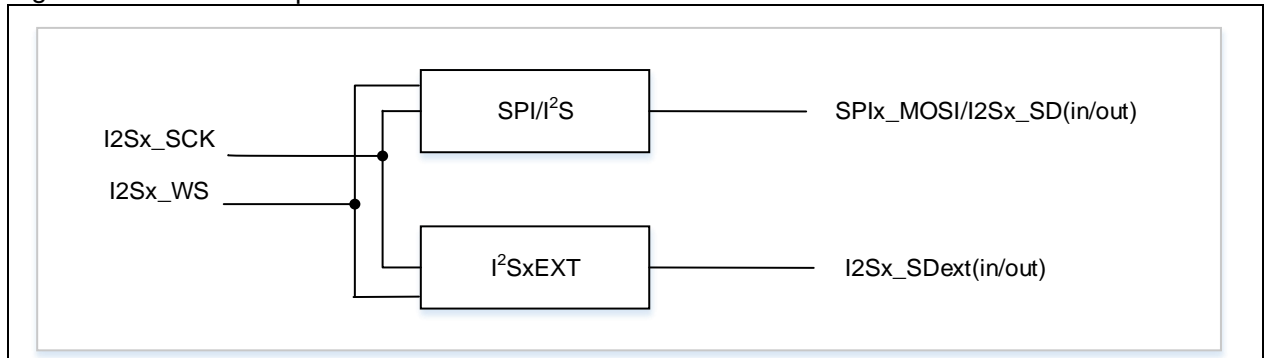 SPI/I²S
SPIx_MOSI/I2Sx_SD(in/out)
I2Sx_SCK
I2Sx_WS
I²SxEXT
I2Sx_SDext(in/out)